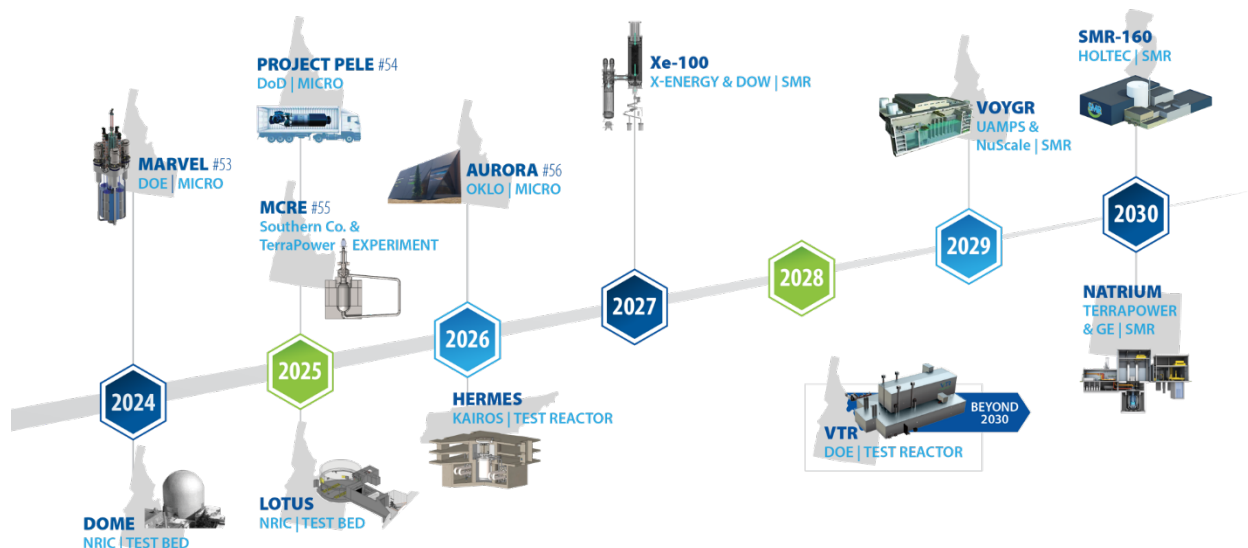 MARVEL #53
DOE | MICRO
2024
DOME
NRIC | TEST BED
PROJECT PELE #54
DoD | MICRO
MCRE #55
Southern Co. &
TerraPower | EXPERIMENT
2025
LOTUS
NRIC | TEST BED
AURORA #56
OKLO | MICRO
2026
HERMES
KAIROS | TEST REACTOR
Xe-100
X-ENERGY & DOW | SMR
2027
2028
VOYGR
UAMPS &
NuScale | SMR
2029
VTR
DOE | TEST REACTOR
BEYOND
2030
SMR-160
HOLTEC | SMR
2030
NATRIUM
TERRAPOWER
& GE | SMR